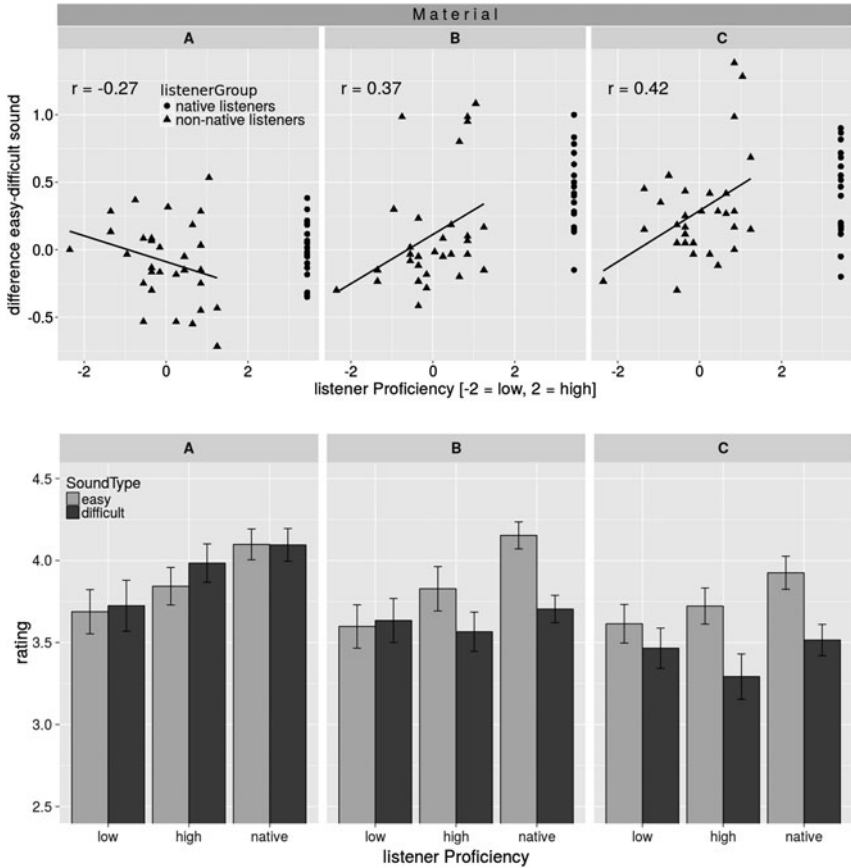 Material
A B C
r = -0.27
listenerGroup
native listeners
non-native listeners
r = 0.37
r = 0.42
difference easy-difficult sound
1.0
0.5
0.0
-0.5
-2 0 2 -2 0 2 -2 0 2
listener Proficiency [-2 = low, 2 = high]
A B C
SoundType
easy
difficult
rating
4.5
4.0
3.5
3.0
2.5
low high native low high native low high native
listener Proficiency